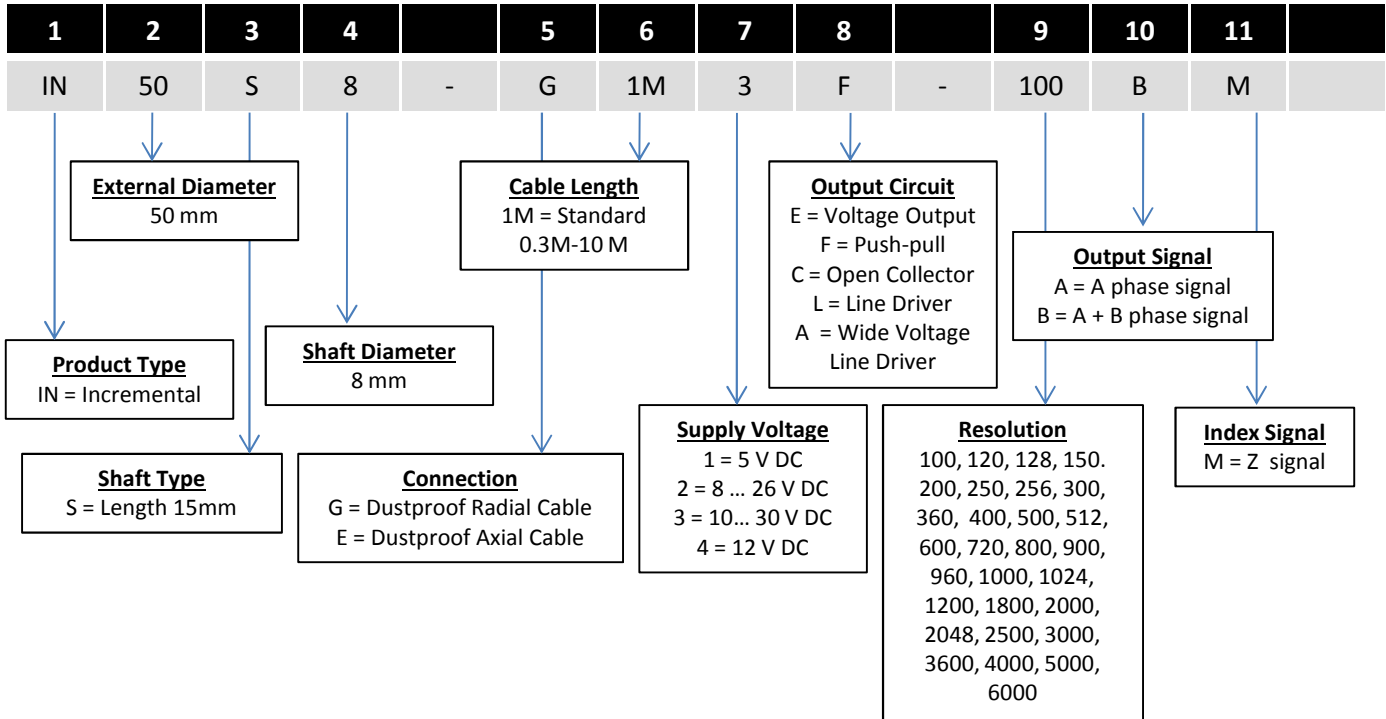 1 2 3 4 5 6 7 8 9 10 11
IN 50 S 8 - G 1M 3 F - 100 B M
External Diameter
50 mm
Cable Length
1M = Standard
0.3M-10 M
Output Circuit
E = Voltage Output
F = Push-pull
C = Open Collector
L = Line Driver
A = Wide Voltage
Line Driver
Output Signal
A = A phase signal
B = A + B phase signal
Product Type
IN = Incremental
Shaft Diameter
8 mm
Shaft Type
S = Length 15mm
Connection
G = Dustproof Radial Cable
E = Dustproof Axial Cable
Supply Voltage
1 = 5 V DC
2 = 8 ... 26 V DC
3 = 10... 30 V DC
4 = 12 V DC
Resolution
100, 120, 128, 150.
200, 250, 256, 300,
360, 400, 500, 512,
600, 720, 800, 900,
960, 1000, 1024,
1200, 1800, 2000,
2048, 2500, 3000,
3600, 4000, 5000,
6000
Index Signal
M = Z signal